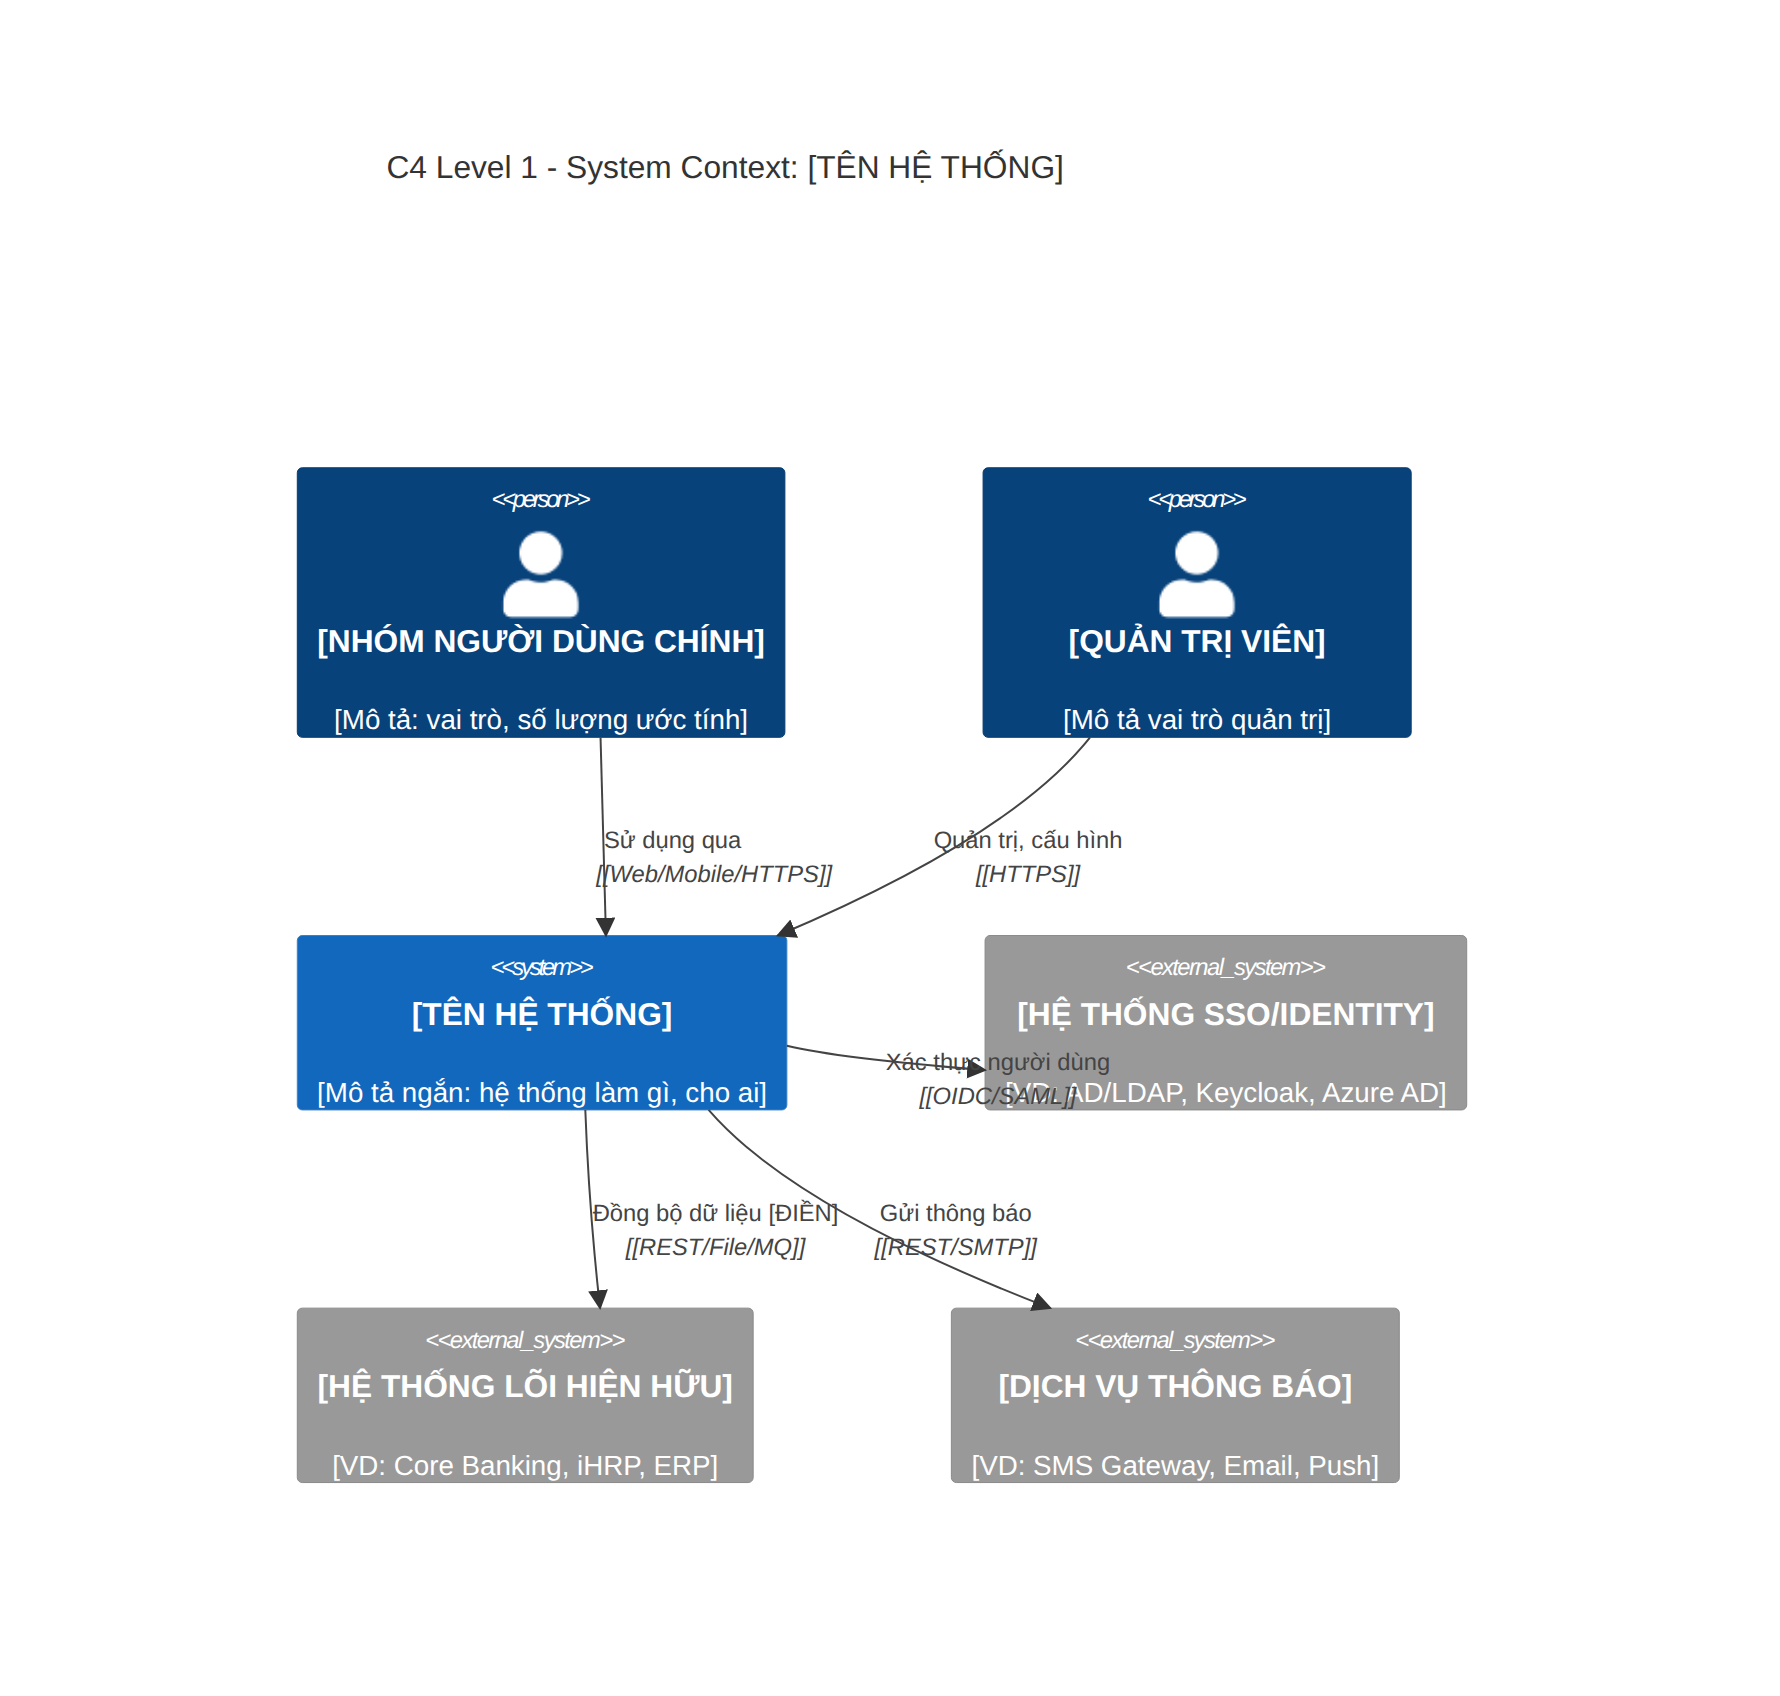 C4 Level 1 - System Context: [TÊN HỆ THỐNG]
<<person>>
[NHÓM NGƯỜI DÙNG CHÍNH]
[Mô tả: vai trò, số lượng ước tính]
<<person>>
[QUẢN TRỊ VIÊN]
[Mô tả vai trò quản trị]
Sử dụng qua
[[Web/Mobile/HTTPS]]
Quản trị, cấu hình
[[HTTPS]]
<<system>>
[TÊN HỆ THỐNG]
[Mô tả ngắn: hệ thống làm gì, cho ai]
Xác thực người dùng
[[OIDC/SAML]]
<<external_system>>
[HỆ THỐNG SSO/IDENTITY]
[VD: AD/LDAP, Keycloak, Azure AD]
Đồng bộ dữ liệu [ĐIỀN]
[[REST/File/MQ]]
Gửi thông báo
[[REST/SMTP]]
<<external_system>>
[HỆ THỐNG LÕI HIỆN HỮU]
[VD: Core Banking, iHRP, ERP]
<<external_system>>
[DỊCH VỤ THÔNG BÁO]
[VD: SMS Gateway, Email, Push]